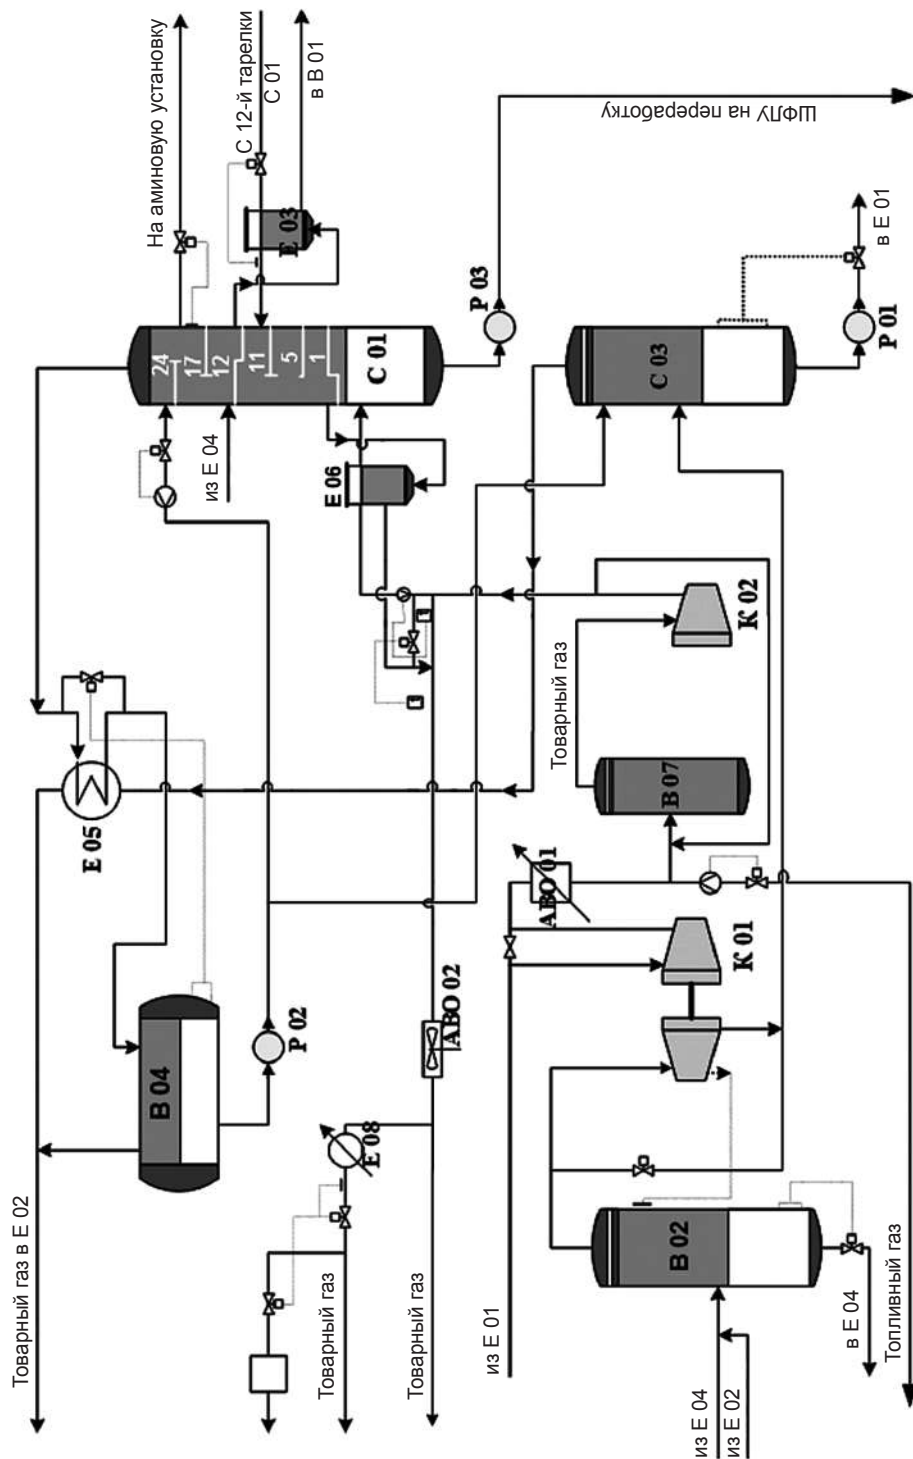 На аминовую установку
С 12-й тарелки
С 01
в В 01
24
17
12
11
5
1
Е 03
С 01
Р 03
ШФЛУ на переработку
из Е 04
Е 06
С 03
Р 01
в Е 01
Е 05
К 02
Товарный газ
В 07
АВО 01
К 01
В 04
Р 02
АВО 02
Е 08
Товарный газ в Е 02
Товарный газ
Товарный газ
из Е 01
В 02
из Е 04
из Е 02
в Е 04
Топливный газ